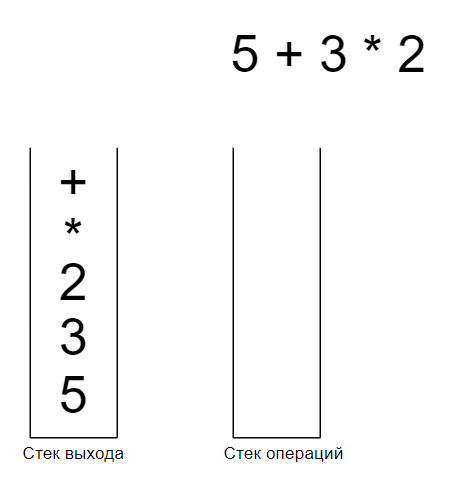 5 + 3 * 2
+
*
2
3
5
Стек выхода
Стек операций